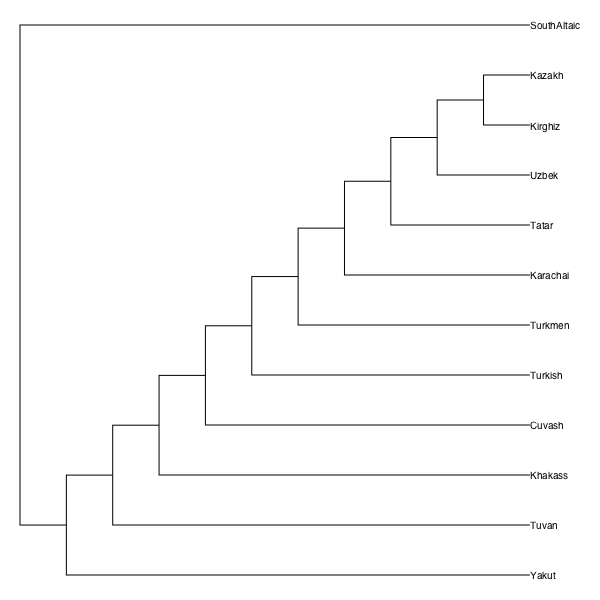 SouthAltaic
Kazakh
Kirghiz
Uzbek
Tatar
Karachai
Turkmen
Turkish
Cuvash
Khakass
Tuvan
Yakut